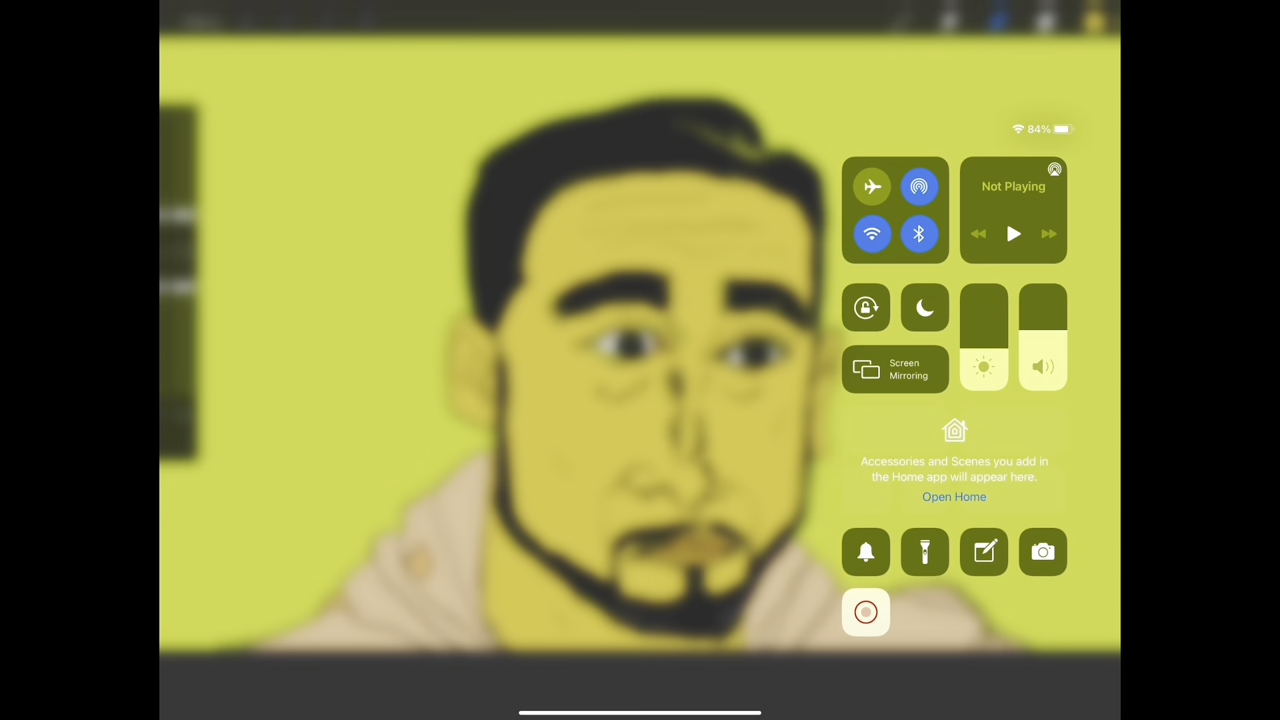 84%
Not Playing
Screen
Mirroring
Accessories and Scenes you add in
the Home app will appear here.
Open Home